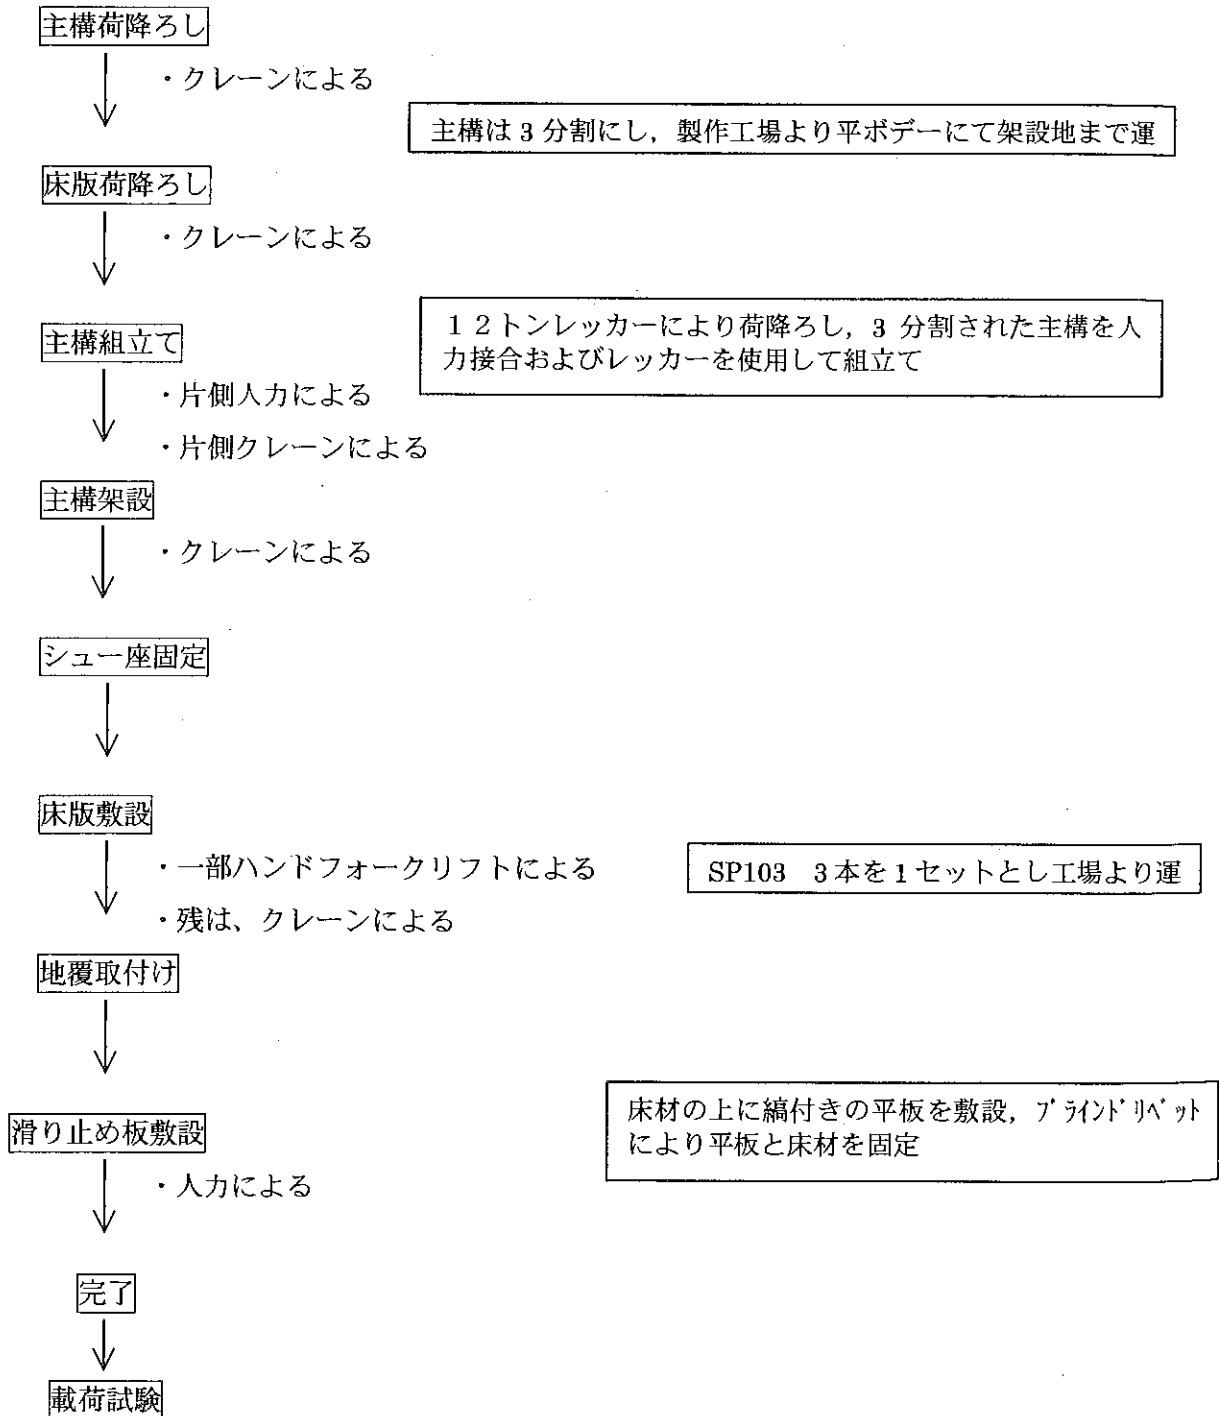 主構荷降ろし
・クレーンによる
主構は3分割にし，製作工場より平ボデーにて架設地まで運
床版荷降ろし
・クレーンによる
主構組立て
１２トンレッカーにより荷降ろし，3 分割された主構を人
力接合およびレッカーを使用して組立て
・片側人力による
・片側クレーンによる
主構架設
・クレーンによる
シュー座固定
床版敷設
・一部ハンドフォークリフトによる
・残は、クレーンによる
SP103　3本を1セットとし工場より運
地覆取付け
滑り止め板敷設
・人力による
床材の上に縞付きの平板を敷設，ﾌﾞﾗｲﾝﾄﾞﾘﾍﾞｯﾄ
により平板と床材を固定
完了
載荷試験